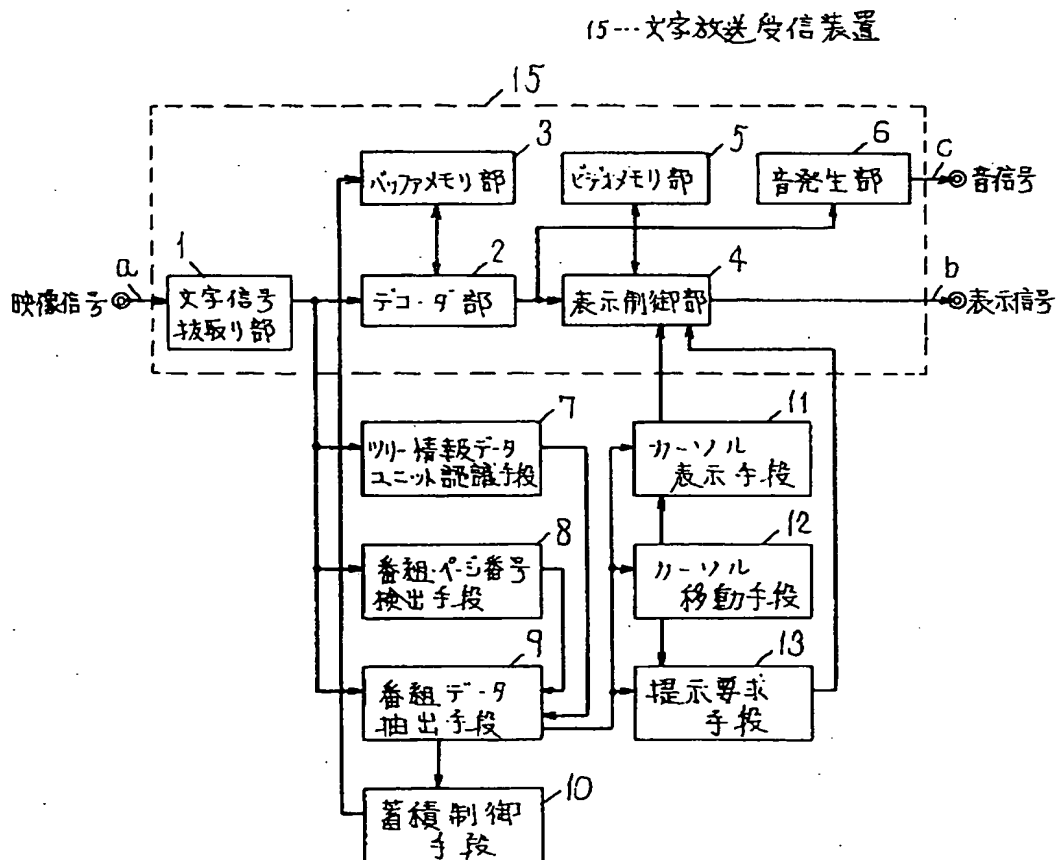 15…文字放送受信装置
15
3
5
6
バッファメモリ部
ビデオメモリ部
音発生部
c
音信号
1
a
2
4
b
映像信号
文字信号
抜取り部
デコーダ部
表示制御部
表示信号
7
11
ツリー情報データ
ユニット認識手段
カーソル
表示手段
8
12
番組・ページ番号
検出手段
カーソル
移動手段
9
13
番組データ
抽出手段
提示要求
手段
10
蓄積制御
手段